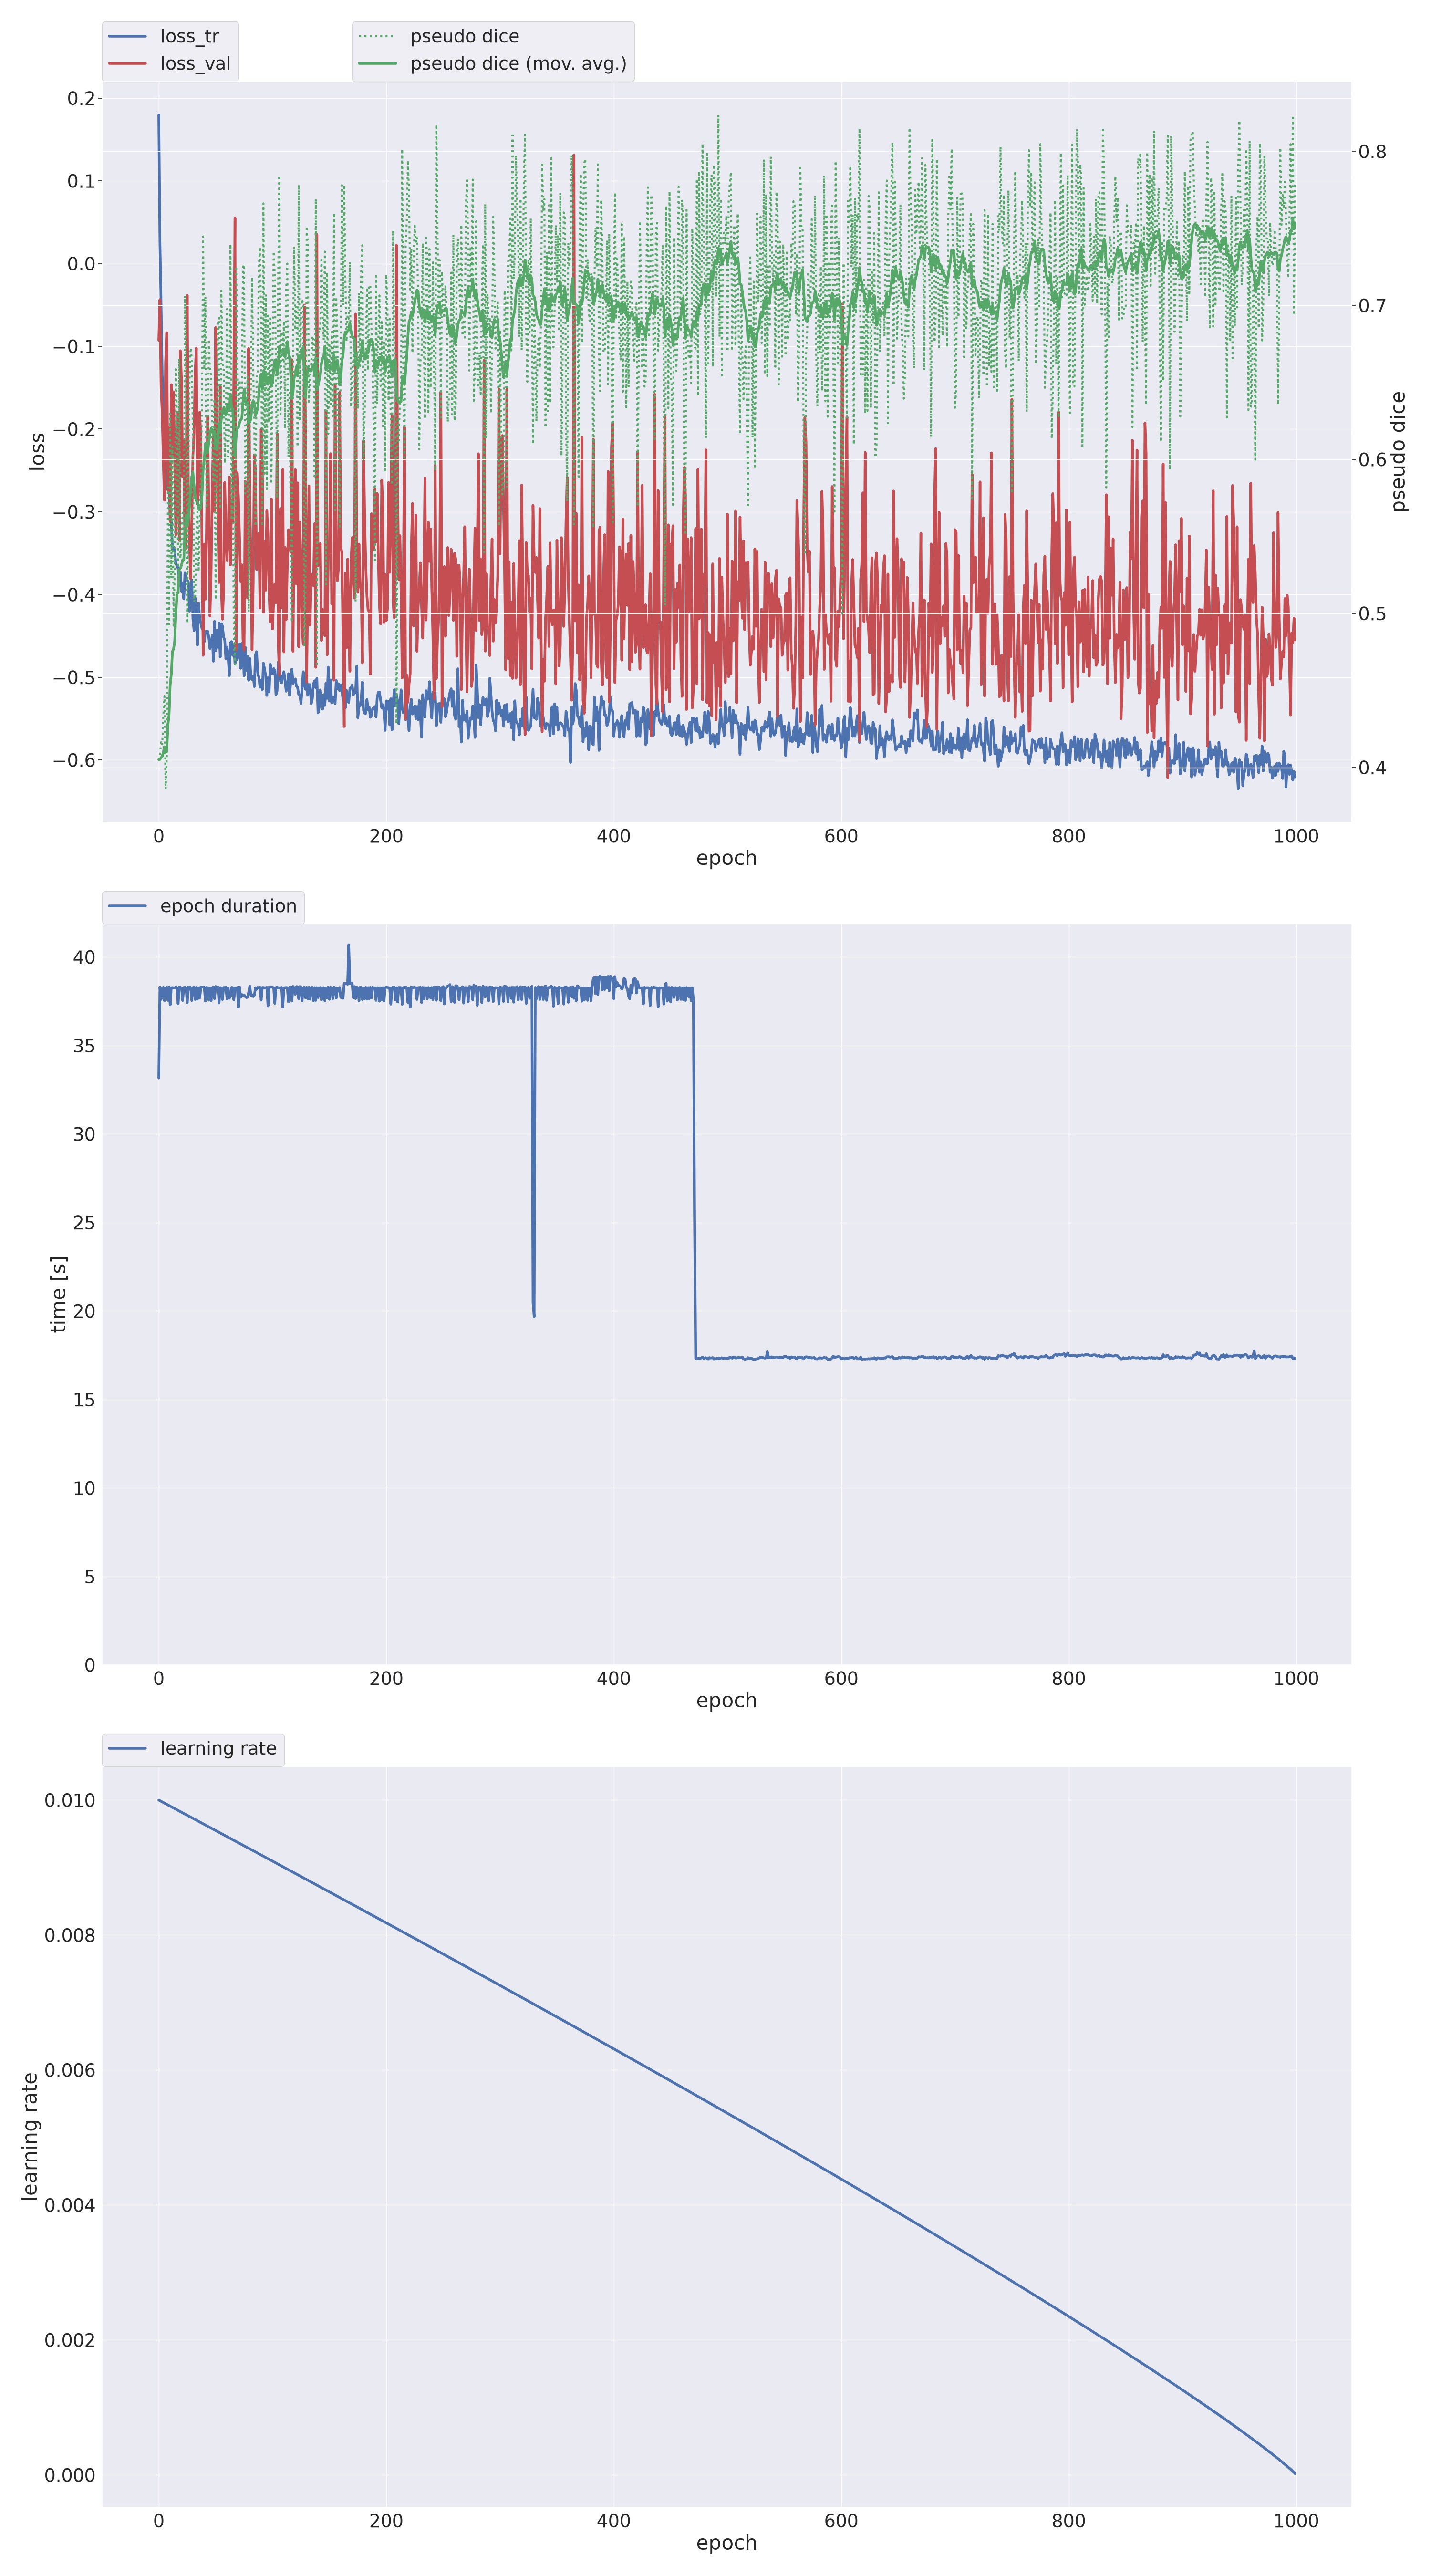 loss_tr
loss_val
pseudo dice
pseudo dice (mov. avg.)
0.2
0.1
0.0
−0.1
−0.2
−0.3
−0.4
−0.5
−0.6
loss
0.8
0.7
0.6
0.5
0.4
pseudo dice
0 200 400 600 800 1000
epoch
epoch duration
40
35
30
25
20
15
10
5
0
time [s]
0 200 400 600 800 1000
epoch
learning rate
0.010
0.008
0.006
0.004
0.002
0.000
learning rate
0 200 400 600 800 1000
epoch